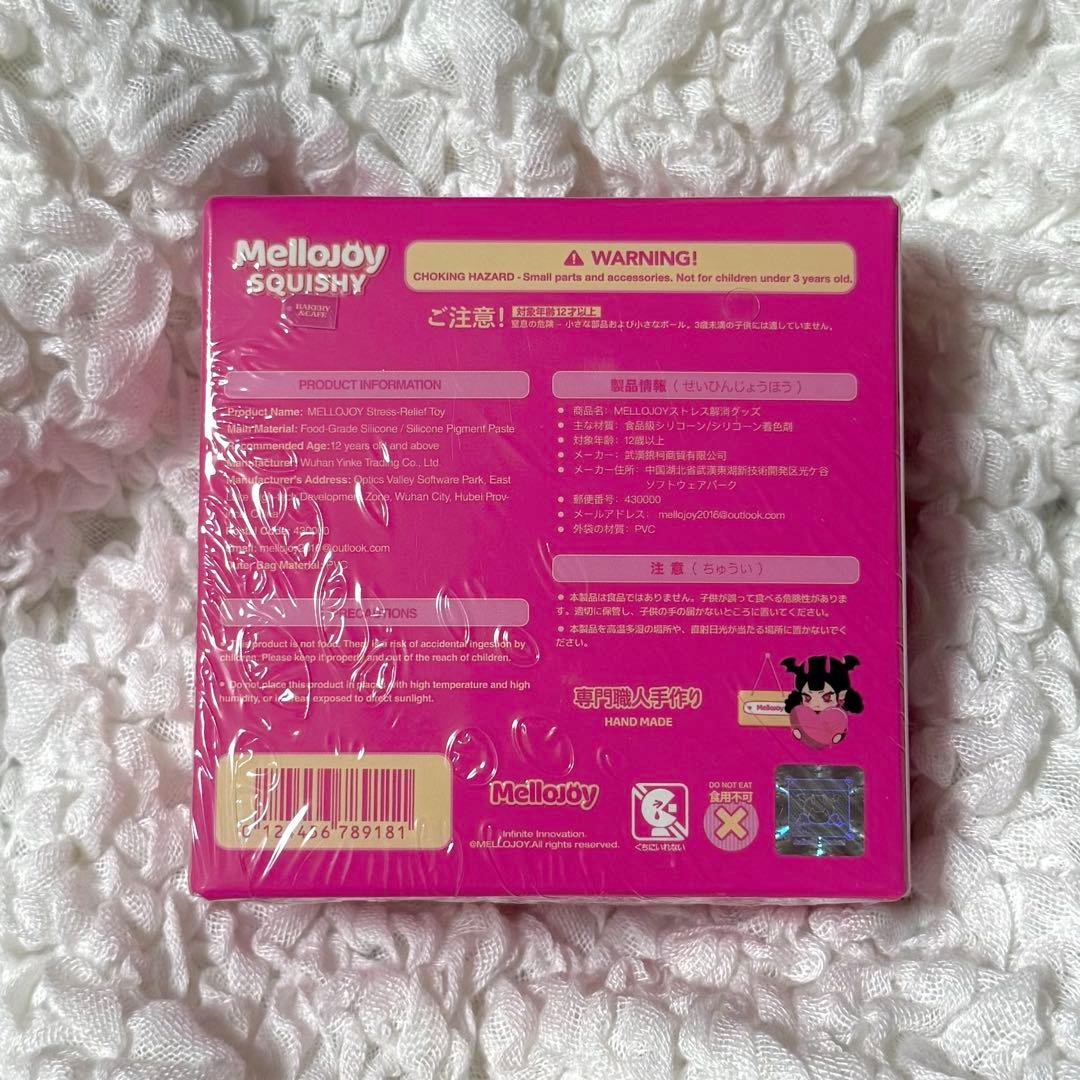 MelloJoy
SQUISHY
BAKERY
&CAFE
⚠ WARNING!
CHOKING HAZARD - Small parts and accessories. Not for children under 3 years old.
ご注意! 対象年齢12才以上
窒息の危険 - 小さな部品および小さなボール。3歳未満の子供には適していません。
PRODUCT INFORMATION
Product Name: MELLOJOY Stress-Relief Toy
Main Material: Food-Grade Silicone / Silicone Pigment Paste
Recommended Age:12 years old and above
Manufacturer: Wuhan Yinke Trading Co., Ltd.
Manufacturer's Address: Optics Valley Software Park, East
Development Zone, Wuhan City, Hubei Prov-
Postal Code: 430000
Email: mellojoy2016@outlook.com
Outer Bag Material: PVC
PRECAUTIONS
product is not food. There is a risk of accidental ingestion by
children. Please keep it properly and out of the reach of children.
• Do not place this product in places with high temperature and high
humidity, or in areas exposed to direct sunlight.
製品情報(せいひんじょうほう)
• 商品名: MELLOJOYストレス解消グッズ
• 主な材質: 食品級シリコーン/シリコーン着色剤
• 対象年齢: 12歳以上
• メーカー: 武漢銀柯商貿有限公司
• メーカー住所: 中国湖北省武漢東湖新技術開発区光ケ谷
ソフトウェアパーク
• 郵便番号: 430000
• メールアドレス: mellojoy2016@outlook.com
• 外袋の材質: PVC
注意(ちゅうい)
• 本製品は食品ではありません。子供が誤って食べる危険性がありま
す。適切に保管し、子供の手の届かないところに置いてください。
• 本製品を高温多湿の場所や、直射日光が当たる場所に置かないでく
ださい。
専門職人手作り
HAND MADE
MelloJoy
0 123456 789181
MelloJoy
Infinite Innovation.
©MELLOJOY.All rights reserved.
くちにいれない
DO NOT EAT
食用不可